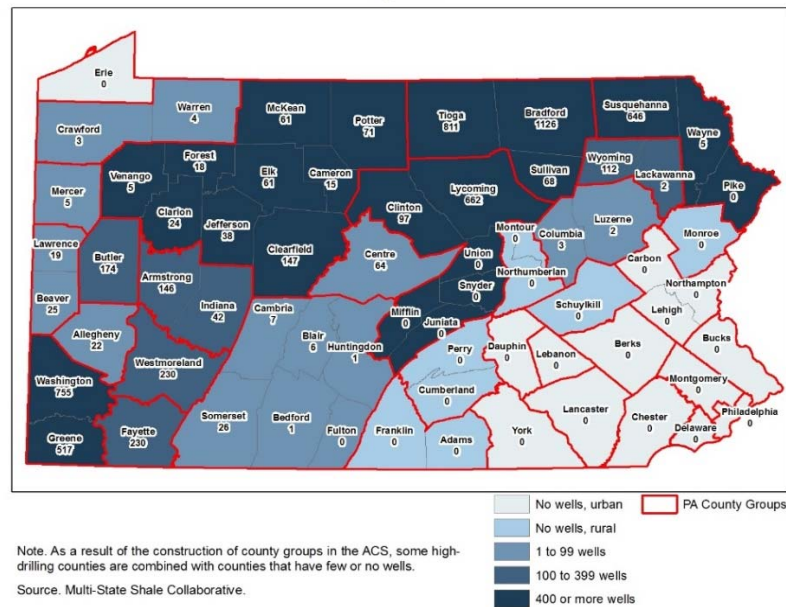 Erie
0
Warren
4
McKean
61
Potter
71
Tioga
811
Bradford
1126
Susquehanna
646
Wayne
5
Crawford
3
Forest
18
Venango
5
Elk
61
Cameron
15
Sullivan
68
Wyoming
112
Lackawanna
2
Pike
0
Mercer
5
Clarion
24
Jefferson
38
Clinton
97
Lycoming
662
Clearfield
147
Montour
0
Columbia
3
Luzerne
2
Monroe
0
Lawrence
19
Butler
174
Armstrong
146
Centre
64
Union
0
Northumberlan
0
Carbon
0
Northampton
0
Beaver
25
Indiana
42
Snyder
0
Schuylkill
0
Lehigh
0
Allegheny
22
Cambria
7
Blair
6
Huntingdon
1
Mifflin
0
Juniata
0
Perry
0
Dauphin
0
Lebanon
0
Berks
0
Bucks
0
Westmoreland
230
Montgomery
0
Washington
755
Cumberland
0
Philadelphia
0
Greene
517
Fayette
230
Somerset
26
Bedford
1
Fulton
0
Franklin
0
Adams
0
York
0
Lancaster
0
Chester
0
Delaware
0
No wells, urban
PA County Groups
No wells, rural
1 to 99 wells
100 to 399 wells
400 or more wells
Note. As a result of the construction of county groups in the ACS, some high-
drilling counties are combined with counties that have few or no wells.
Source. Multi-State Shale Collaborative.